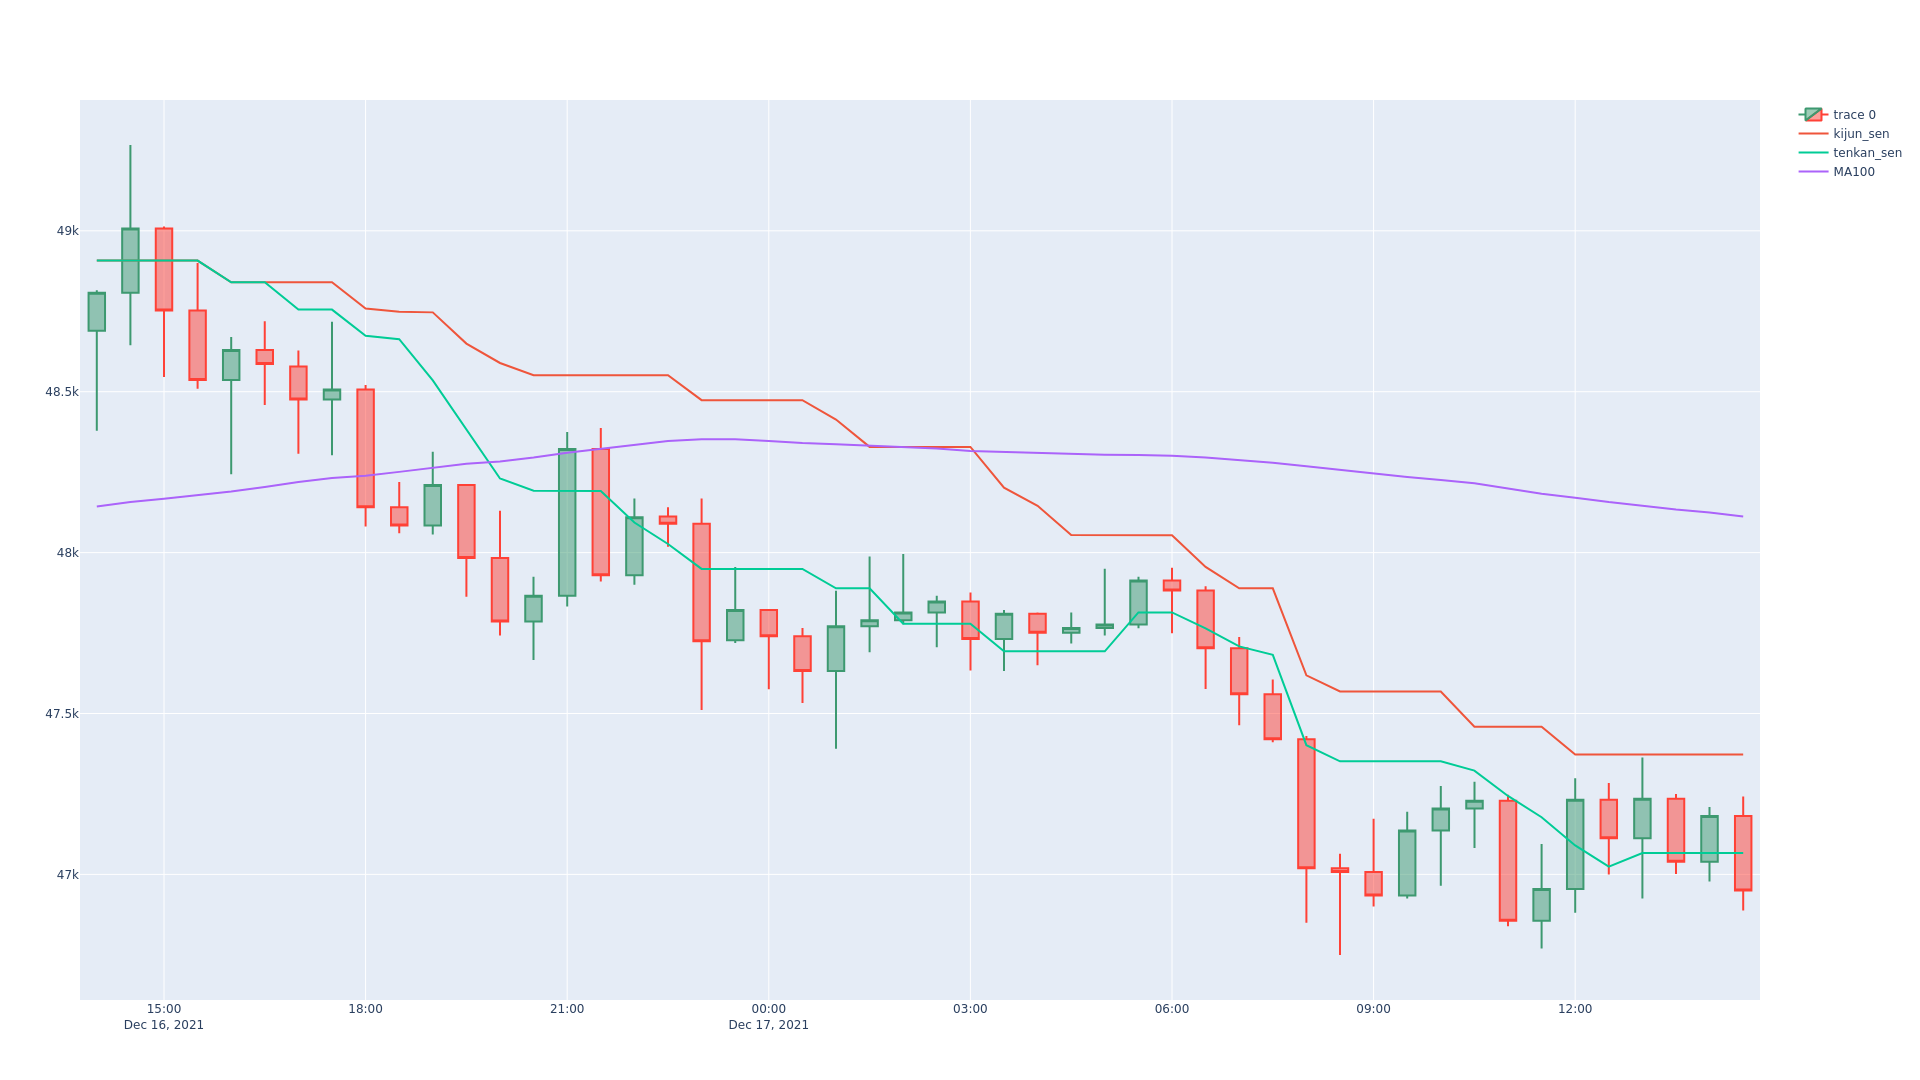 trace 0
kijun_sen
tenkan_sen
MA100
49k
48.5k
48k
47.5k
47k
15:00 18:00 21:00 00:00 03:00 06:00 09:00 12:00
Dec 16, 2021 Dec 17, 2021